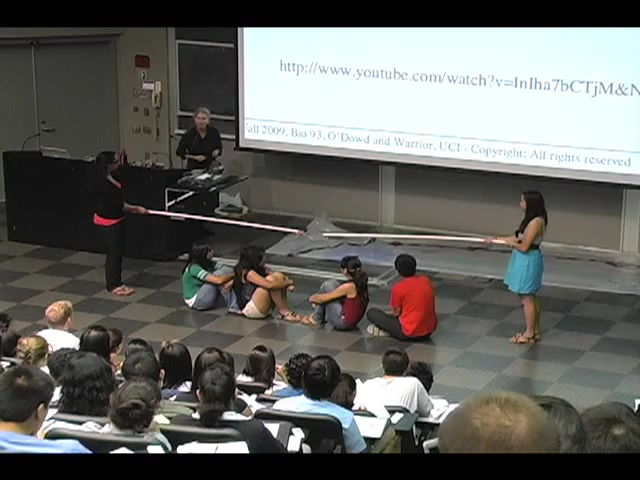 http://www.youtube.com/watch?v=InIha7bCTjM&N
Fall 2009, Bio 93, O'Dowd and Warrior, UCI - Copyright: All rights reserved